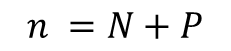 n = N + P